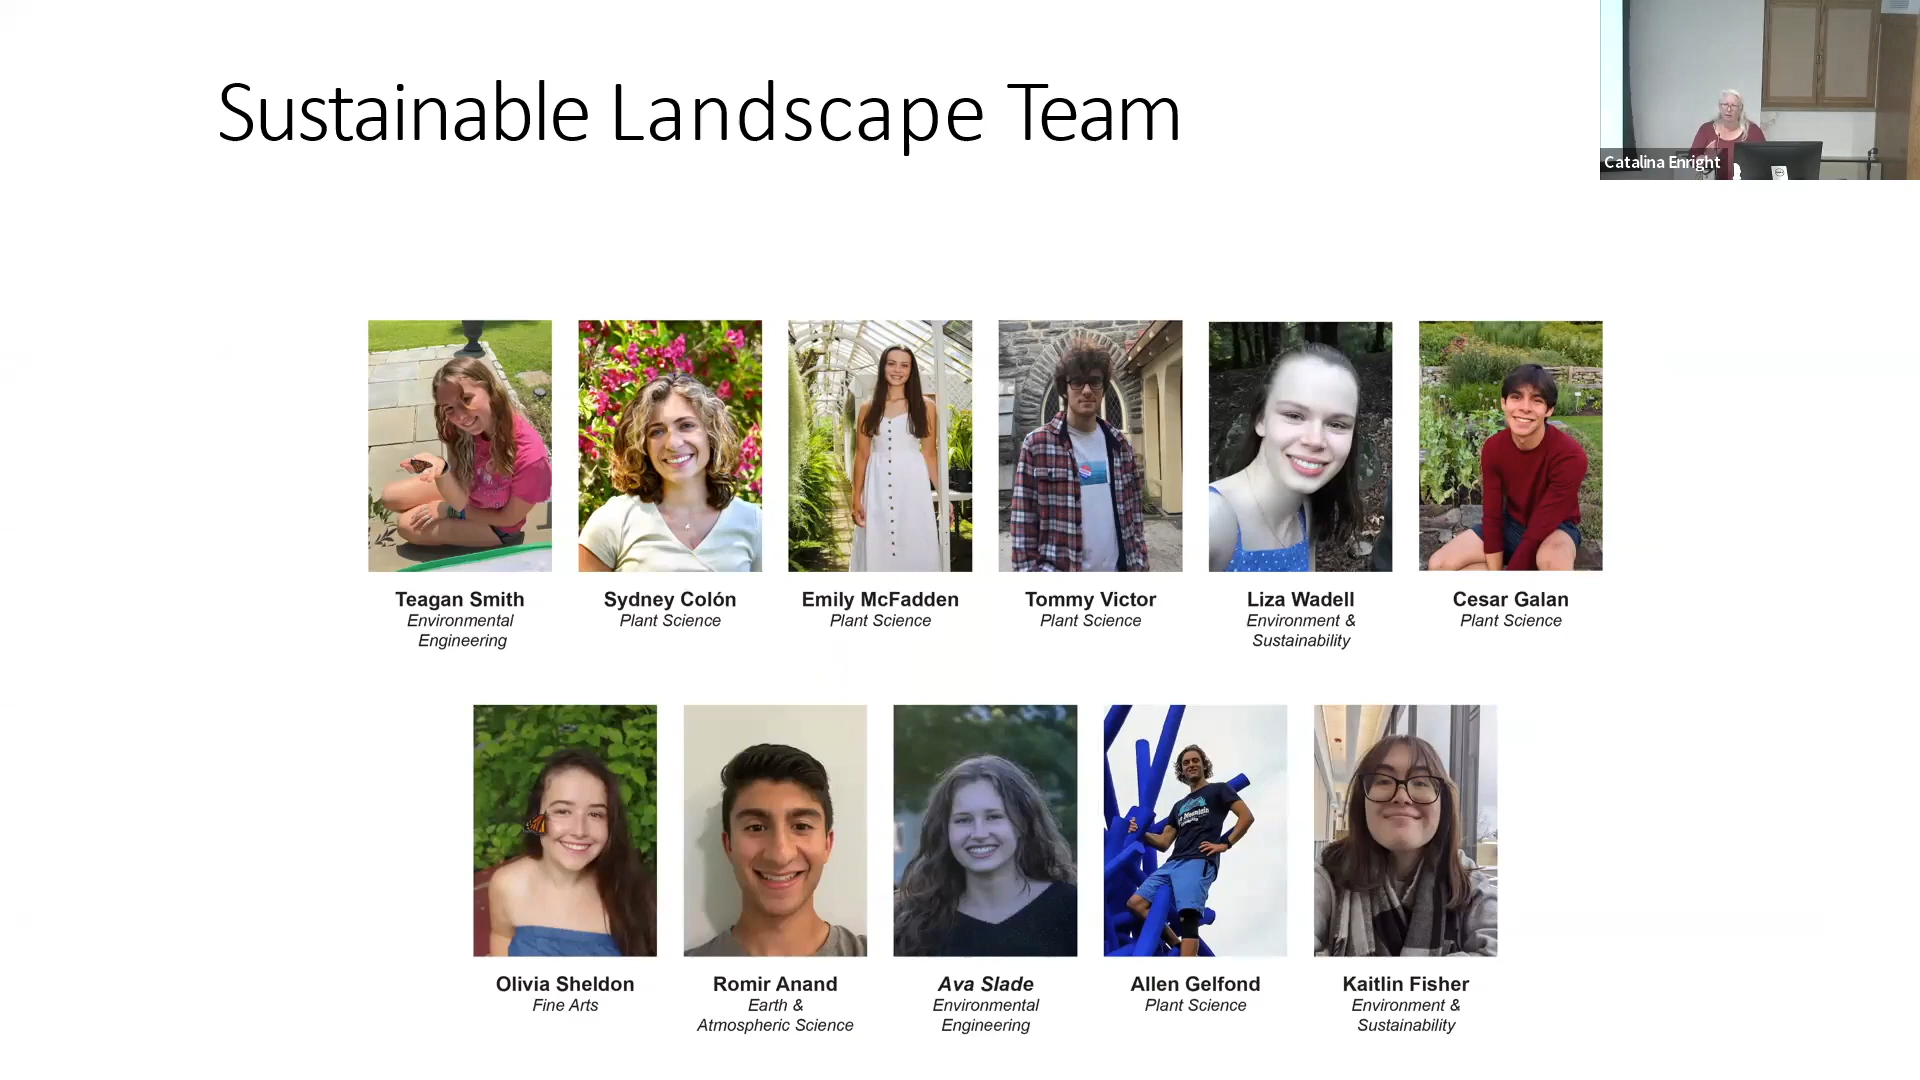 Sustainable Landscape Team
Catalina Enright
Teagan Smith
Environmental
Engineering
Sydney Colón
Plant Science
Emily McFadden
Plant Science
Tommy Victor
Plant Science
Liza Wadell
Environment &
Sustainability
Cesar Galan
Plant Science
Olivia Sheldon
Fine Arts
Romir Anand
Earth &
Atmospheric Science
Ava Slade
Environmental
Engineering
Allen Gelfond
Plant Science
Kaitlin Fisher
Environment &
Sustainability